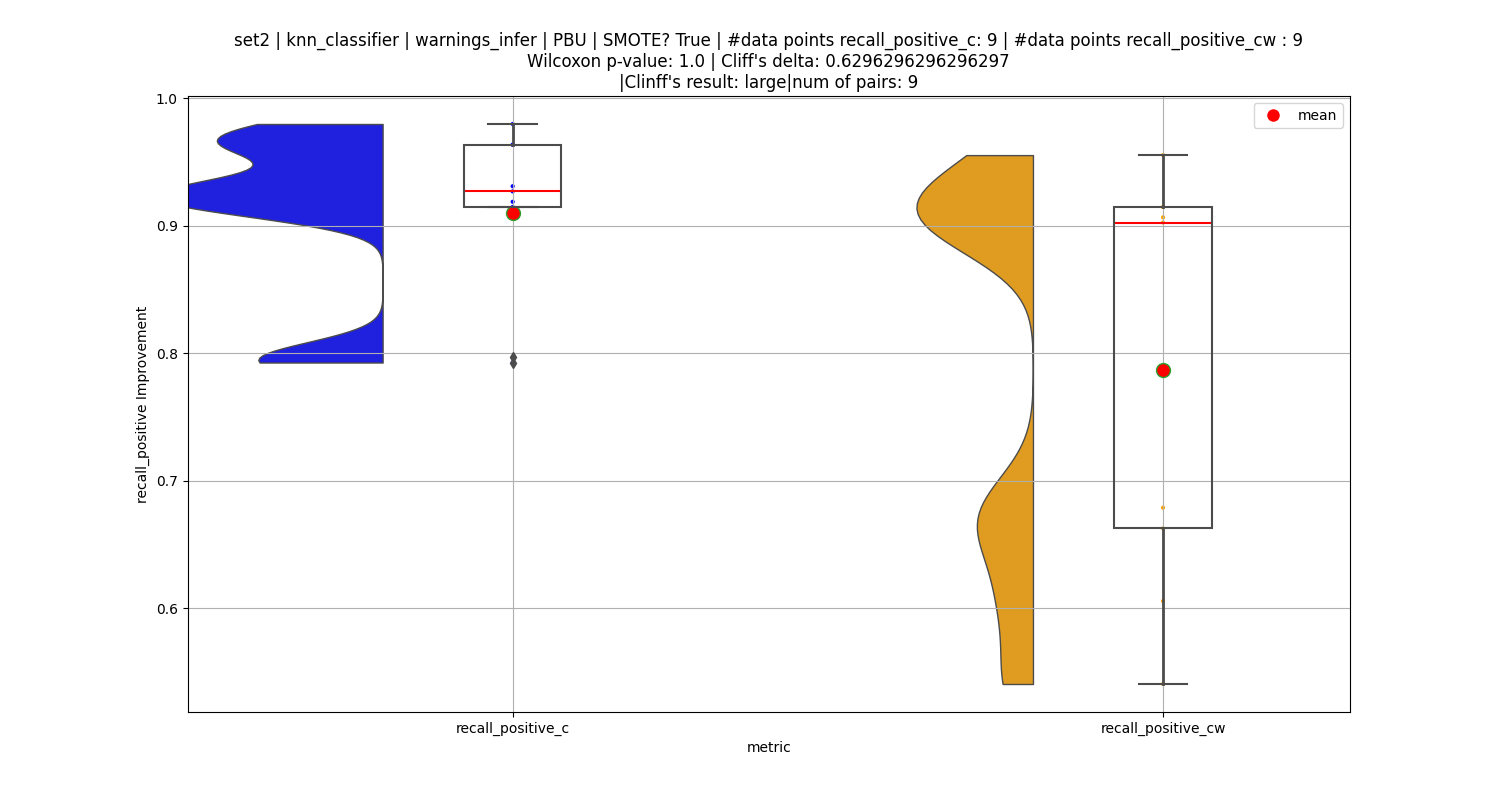 set2 | knn_classifier | warnings_infer | PBU | SMOTE? True | #data points recall_positive_c: 9 | #data points recall_positive_cw : 9
Wilcoxon p-value: 1.0 | Cliff's delta: 0.6296296296296297
|Clinff's result: large|num of pairs: 9
mean
1.0
0.9
0.8
0.7
0.6
recall_positive Improvement
recall_positive_c
recall_positive_cw
metric